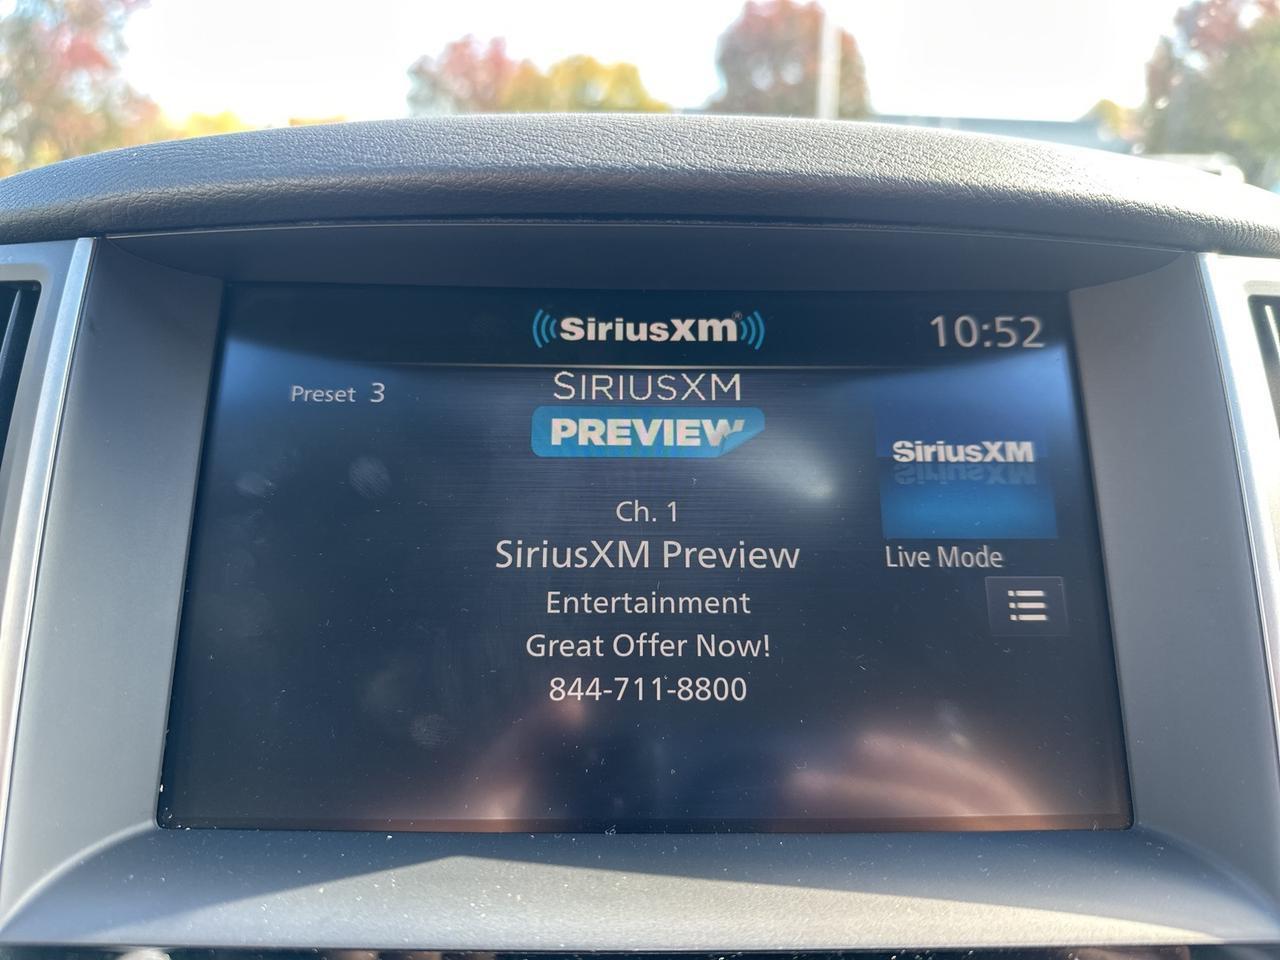 SiriusXM®
10:52
Preset 3
SIRIUSXM
PREVIEW
SiriusXM
Ch. 1
SiriusXM Preview
Live Mode
Entertainment
Great Offer Now!
844-711-8800